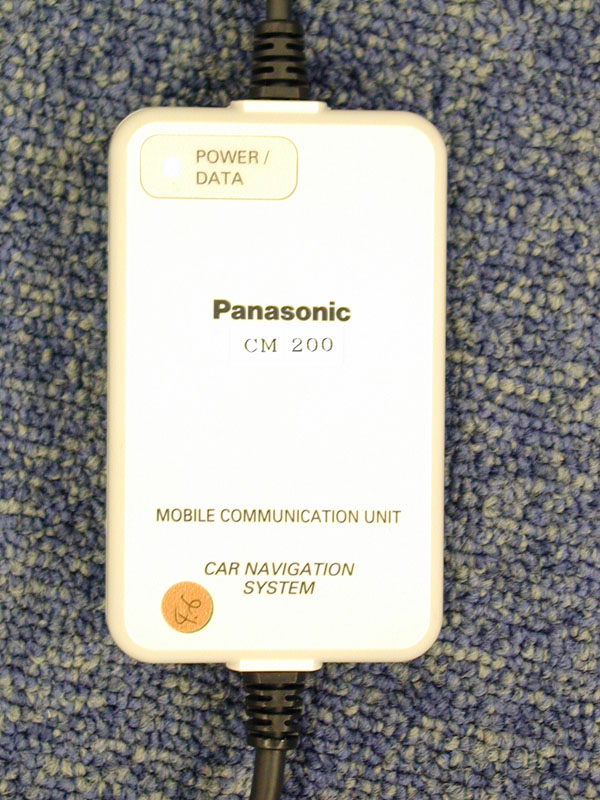 POWER /
DATA
Panasonic
CM 200
MOBILE COMMUNICATION UNIT
CAR NAVIGATION
SYSTEM